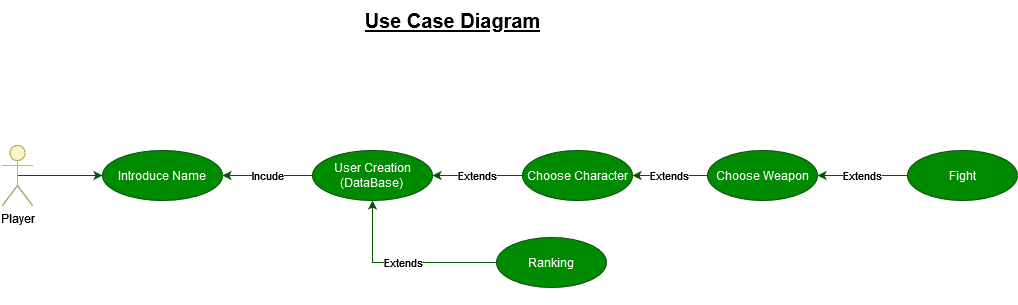 Use Case Diagram
Introduce Name
Incude
User Creation
(DataBase)
Extends
Choose Character
Extends
Choose Weapon
Extends
Fight
Player
Extends
Ranking